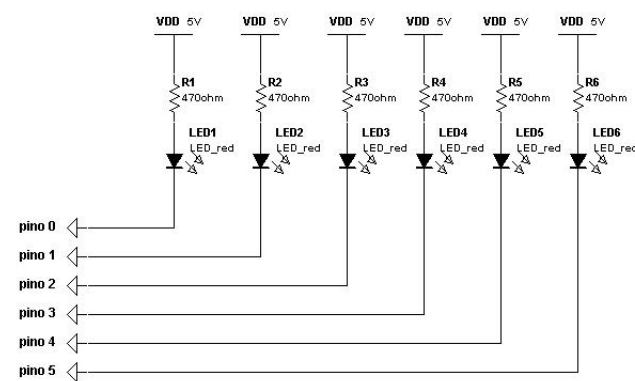 VDD 5V VDD 5V VDD 5V VDD 5V VDD 5V VDD 5V
R1 R2 R3 R4 R5 R6
470ohm 470ohm 470ohm 470ohm 470ohm 470ohm
LED1 LED2 LED3 LED4 LED5 LED6
LED_red LED_red LED_red LED_red LED_red LED_red
pino 0
pino 1
pino 2
pino 3
pino 4
pino 5